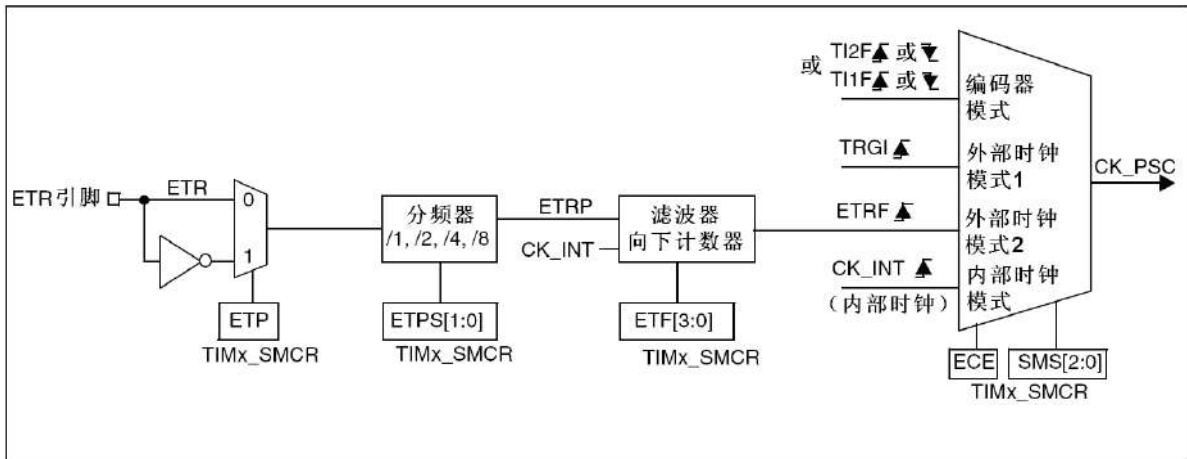 TI2F 或
或 TI1F 或
编码器
模式
TRGI
外部时钟
模式1
CK_PSC
ETR引脚
ETR
0
1
分频器
/1, /2, /4, /8
ETRP
CK_INT
滤波器
向下计数器
ETRF
外部时钟
模式2
CK_INT
(内部时钟)
内部时钟
模式
ETP
TIMx_SMCR
ETPS[1:0]
TIMx_SMCR
ETF[3:0]
TIMx_SMCR
ECE
SMS[2:0]
TIMx_SMCR